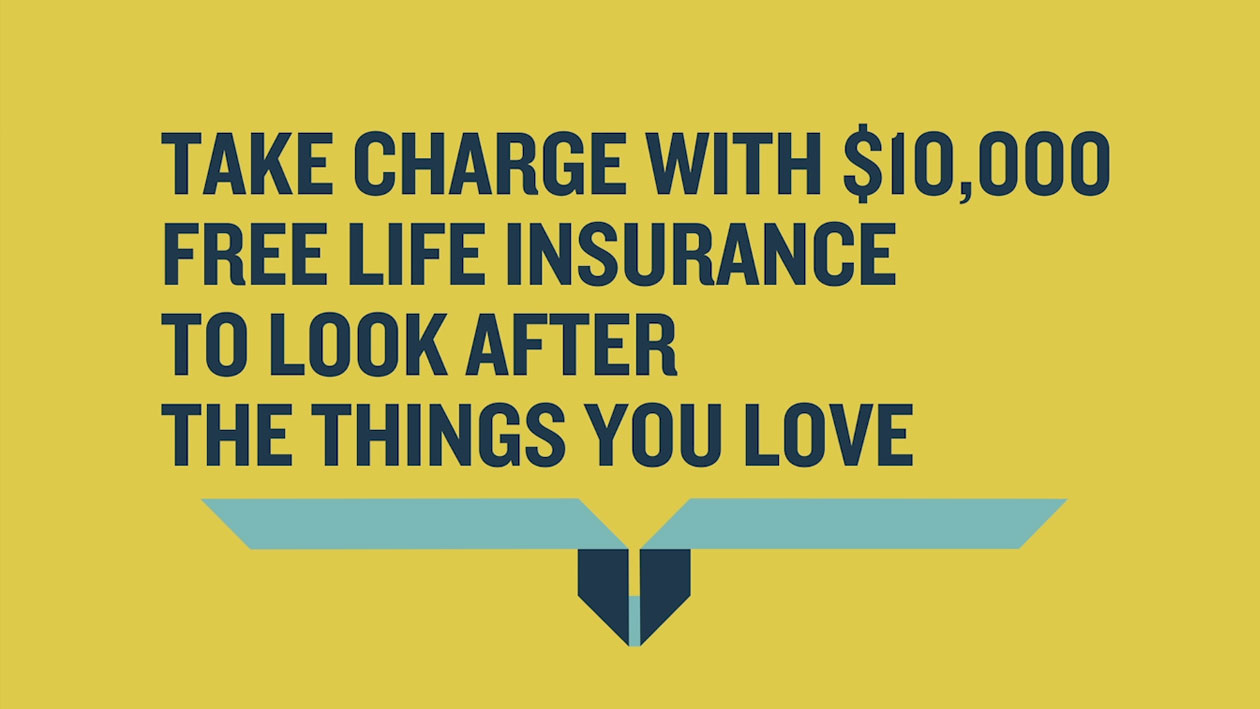 TAKE CHARGE WITH $10,000
FREE LIFE INSURANCE
TO LOOK AFTER
THE THINGS YOU LOVE